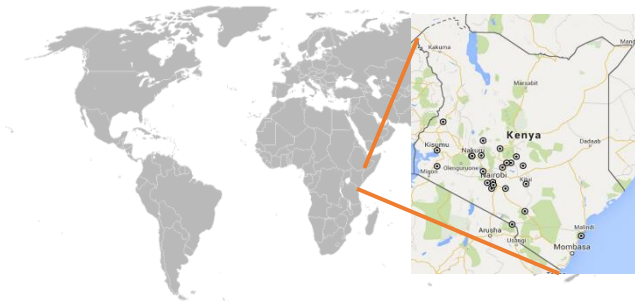 Kakuma
Marsabit
Kenya
Dadaab
Kisumu
Nakuru
Migori
Olenguruone
Nairobi
Kitui
Malindi
Arusha
Usangi
Mombasa